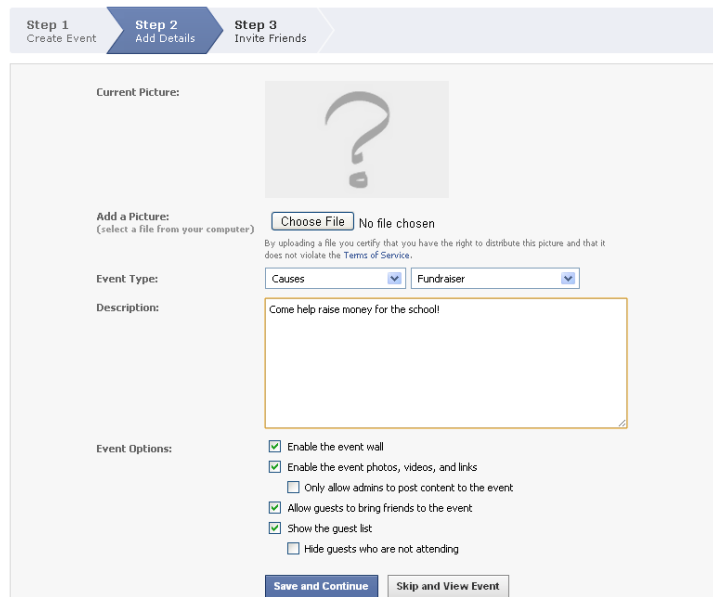 Step 1
Create Event
Step 2
Add Details
Step 3
Invite Friends
Current Picture:
?
Add a Picture:
(select a file from your computer)
Choose File No file chosen
By uploading a file you certify that you have the right to distribute this picture and that it
does not violate the Terms of Service.
Event Type:
Causes
Fundraiser
Description:
Come help raise money for the school!
Event Options:
Enable the event wall
Enable the event photos, videos, and links
Only allow admins to post content to the event
Allow guests to bring friends to the event
Show the guest list
Hide guests who are not attending
Save and Continue
Skip and View Event